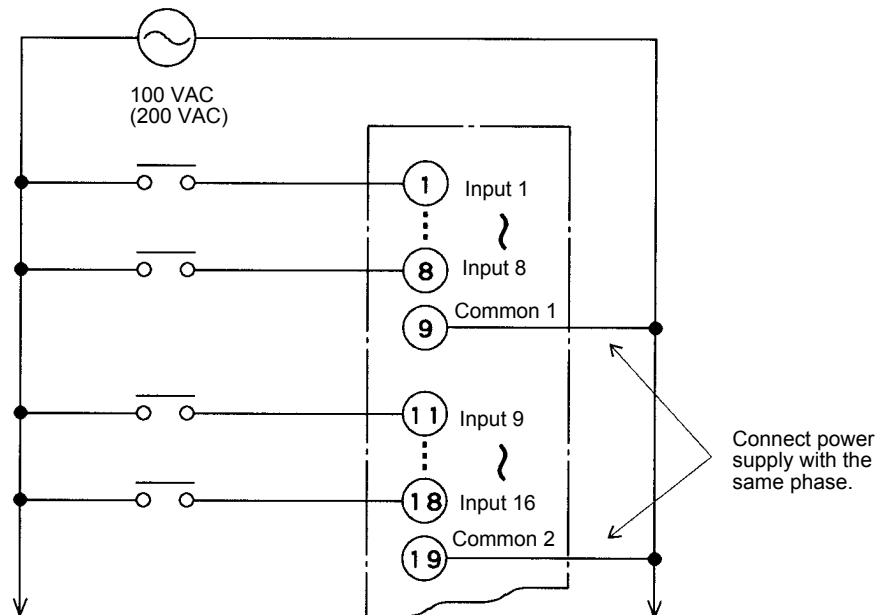 100 VAC
(200 VAC)
1 Input 1
8 Input 8
9 Common 1
11 Input 9
18 Input 16
19 Common 2
Connect power
supply with the
same phase.